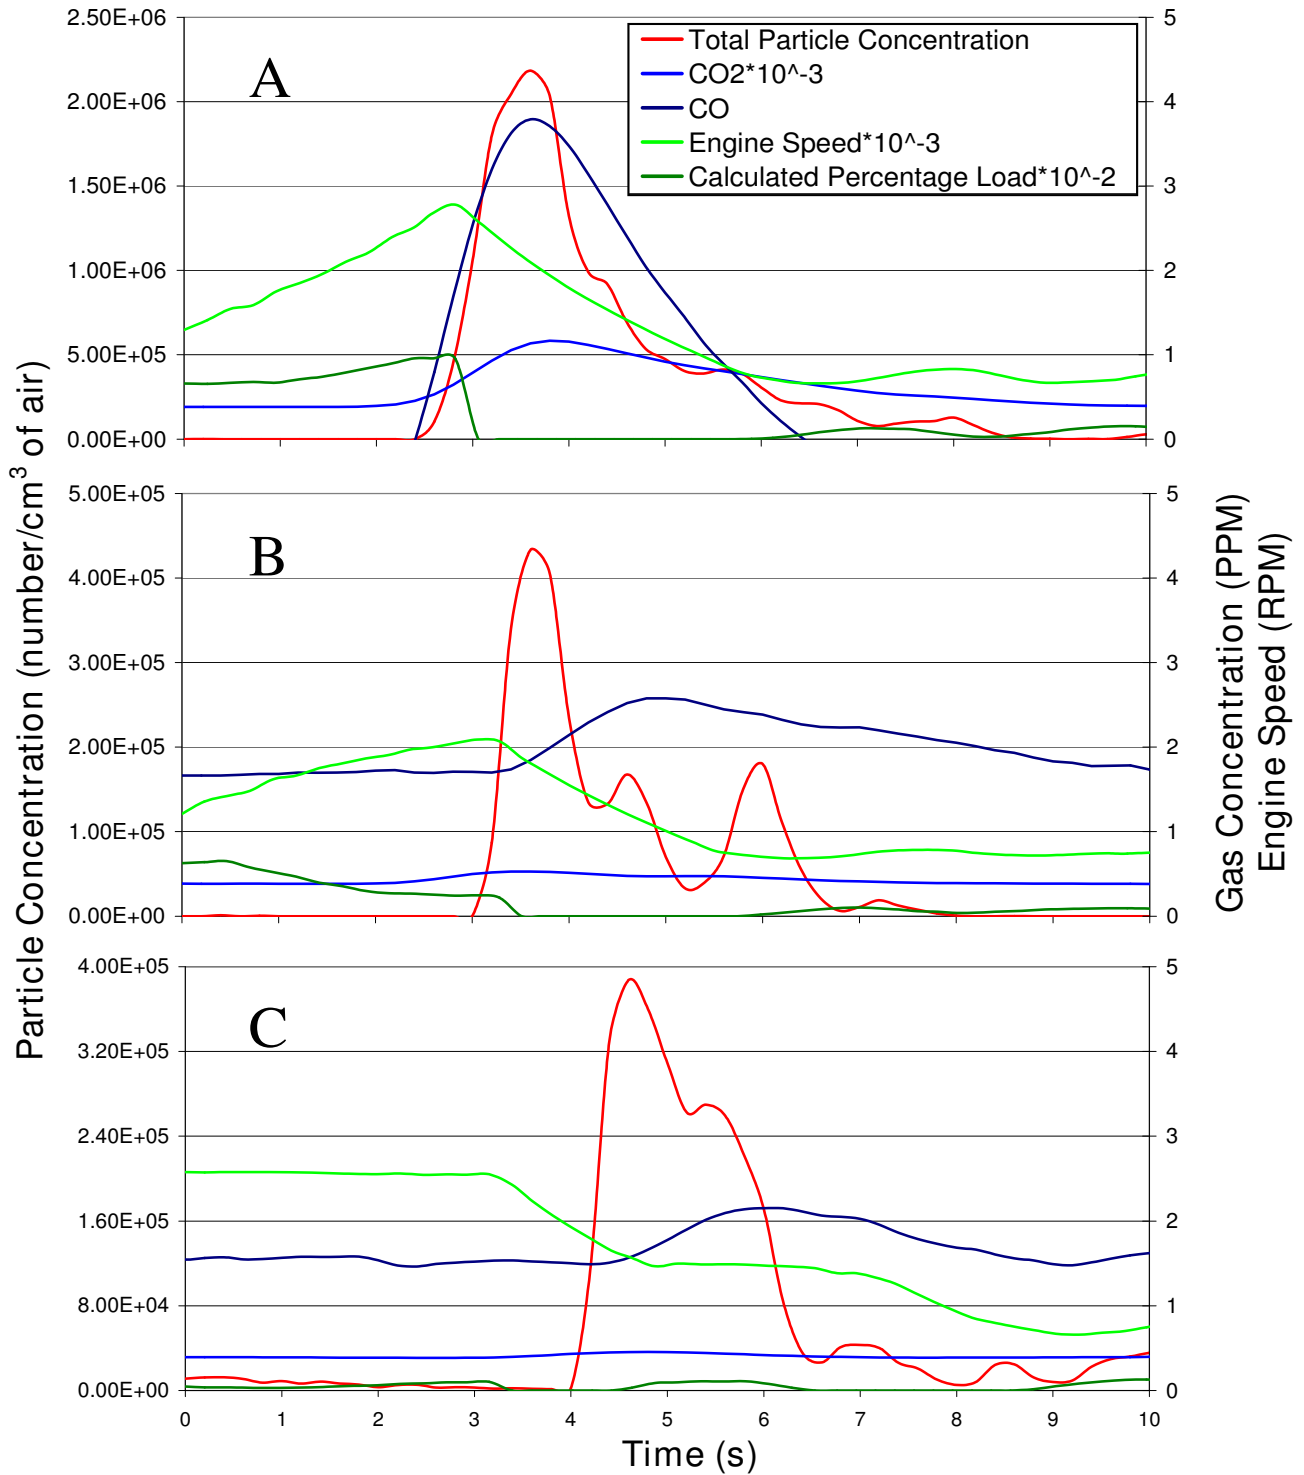 2.50E+06
2.00E+06
1.50E+06
1.00E+06
5.00E+05
0.00E+00
A
Total Particle Concentration
CO2*10^-3
CO
Engine Speed*10^-3
Calculated Percentage Load*10^-2
5
4
3
2
1
0
5.00E+05
4.00E+05
3.00E+05
2.00E+05
1.00E+05
0.00E+00
B
5
4
3
2
1
0
4.00E+05
3.20E+05
2.40E+05
1.60E+05
8.00E+04
0.00E+00
C
5
4
3
2
1
0
0 1 2 3 4 5 6 7 8 9 10
Time (s)
Particle Concentration (number/cm³ of air)
Gas Concentration (PPM)
Engine Speed (RPM)